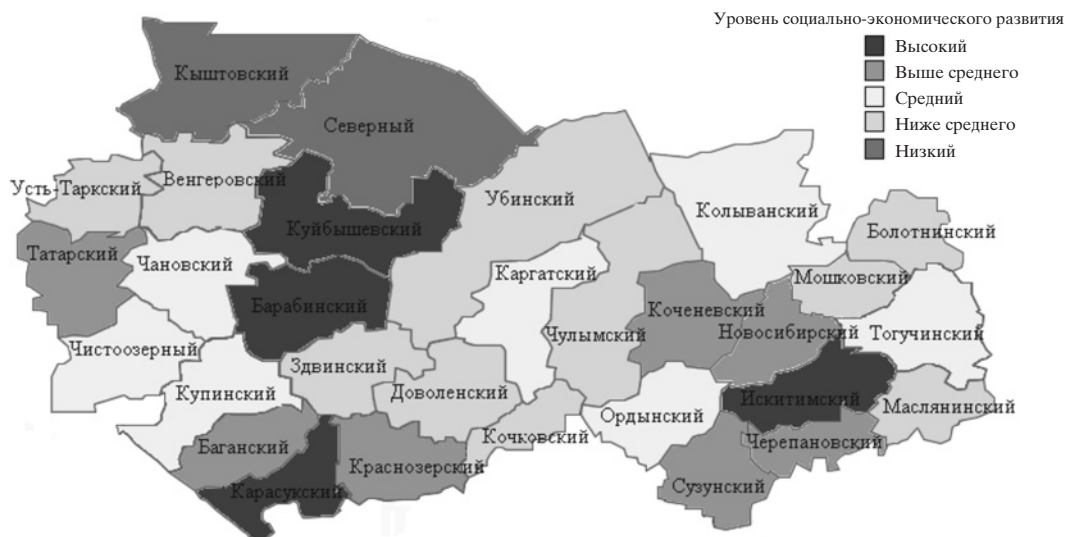 Уровень социально-экономического развития
Высокий
Выше среднего
Средний
Ниже среднего
Низкий
Кыштовский
Северный
Усть-Таркский
Венгеровский
Убинский
Колыванский
Куйбышевский
Болотнинский
Татарский
Чановский
Каргатский
Мошковский
Барабинский
Коченевский
Новосибирский
Тогучинский
Чистоозерный
Чулымский
Здвинский
Купинский
Доволенский
Искитимский
Маслянинский
Ордынский
Баганский
Кочковский
Черепановский
Краснозерский
Карасукский
Сузунский